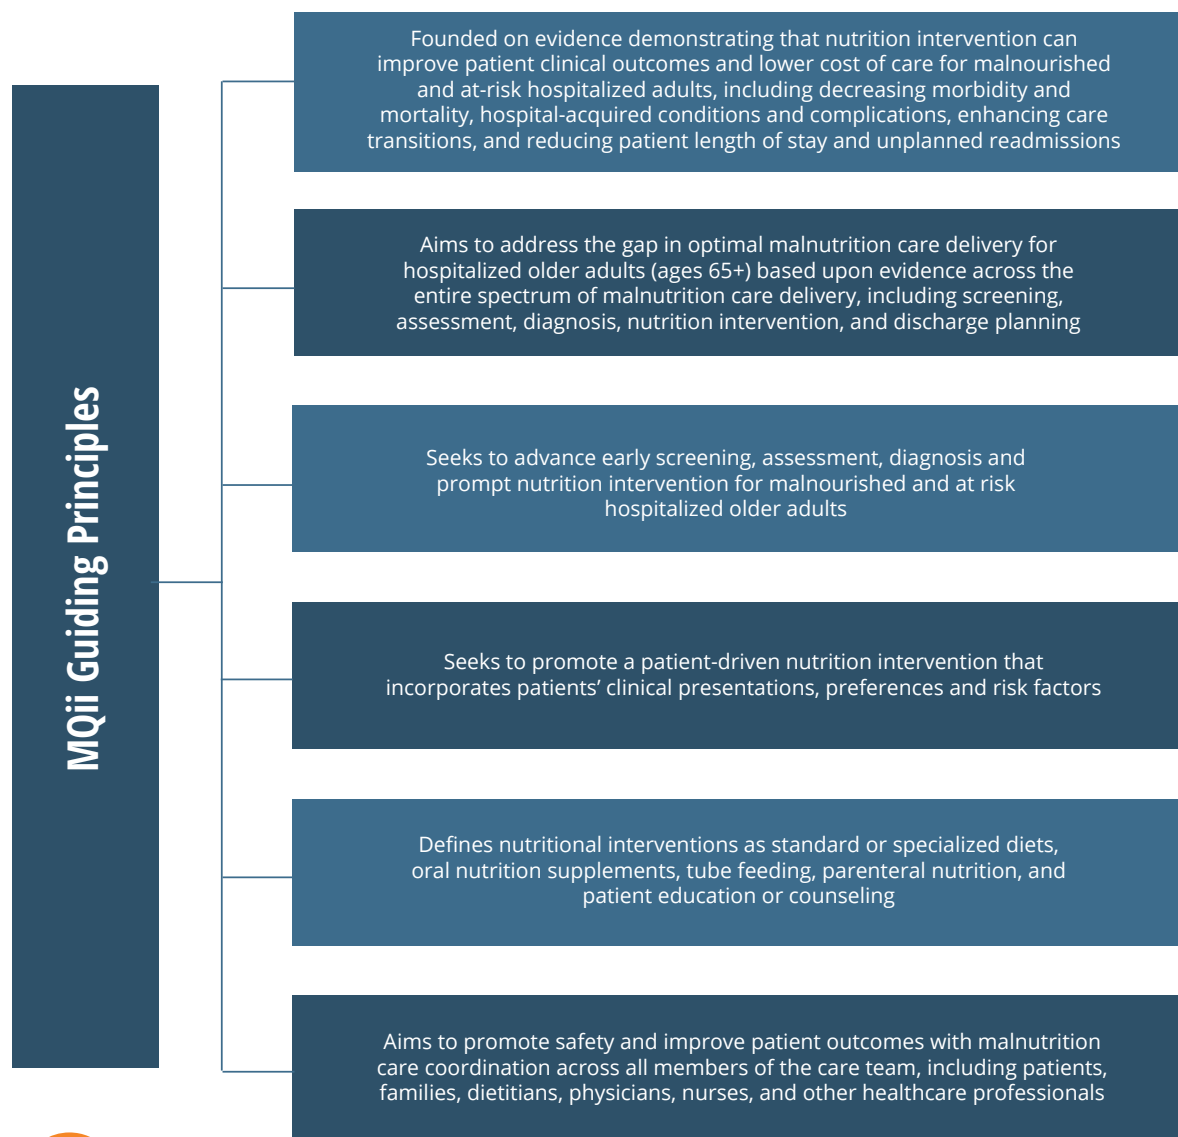 MQii Guiding Principles
Founded on evidence demonstrating that nutrition intervention can
improve patient clinical outcomes and lower cost of care for malnourished
and at-risk hospitalized adults, including decreasing morbidity and
mortality, hospital-acquired conditions and complications, enhancing care
transitions, and reducing patient length of stay and unplanned readmissions
Aims to address the gap in optimal malnutrition care delivery for
hospitalized older adults (ages 65+) based upon evidence across the
entire spectrum of malnutrition care delivery, including screening,
assessment, diagnosis, nutrition intervention, and discharge planning
Seeks to advance early screening, assessment, diagnosis and
prompt nutrition intervention for malnourished and at risk
hospitalized older adults
Seeks to promote a patient-driven nutrition intervention that
incorporates patients’ clinical presentations, preferences and risk factors
Defines nutritional interventions as standard or specialized diets,
oral nutrition supplements, tube feeding, parenteral nutrition, and
patient education or counseling
Aims to promote safety and improve patient outcomes with malnutrition
care coordination across all members of the care team, including patients,
families, dietitians, physicians, nurses, and other healthcare professionals